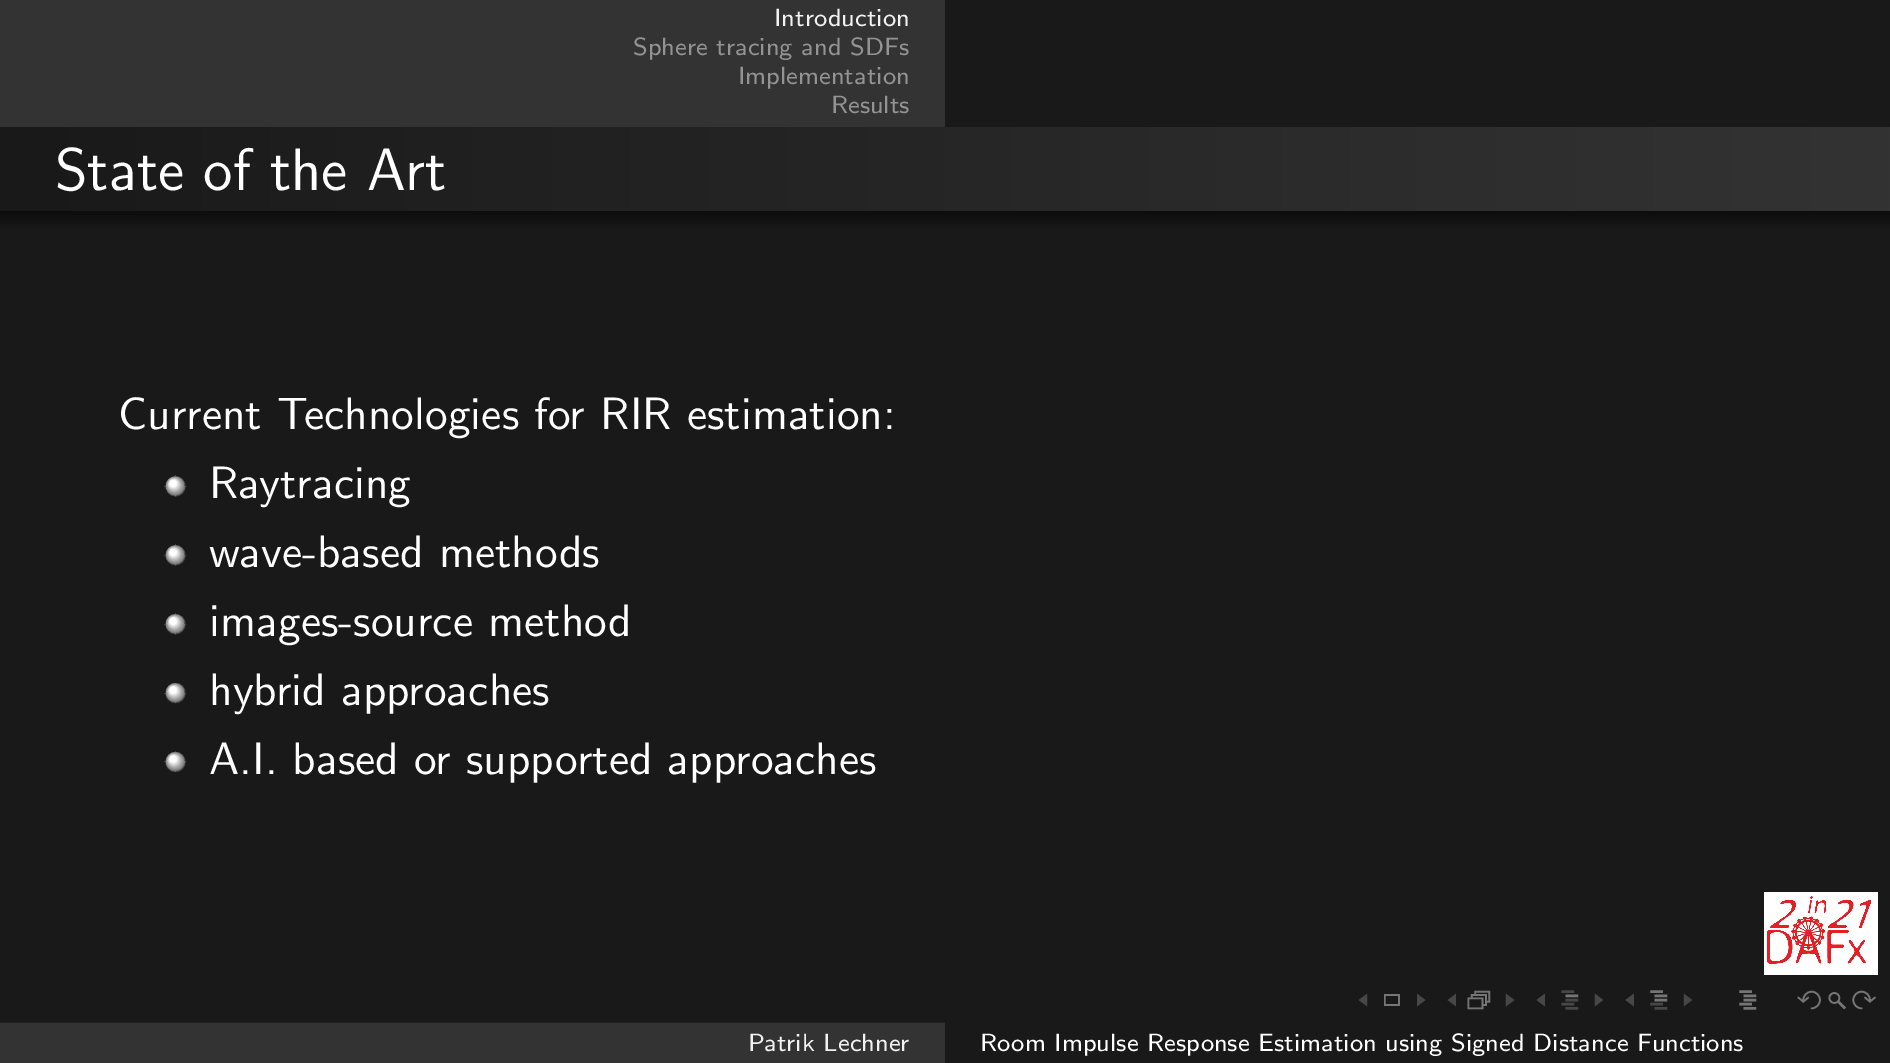 Introduction
Sphere tracing and SDFs
Implementation
Results
State of the Art
Current Technologies for RIR estimation:
Raytracing
wave-based methods
images-source method
hybrid approaches
A.I. based or supported approaches
2 in 21
DAFx
Patrik Lechner
Room Impulse Response Estimation using Signed Distance Functions